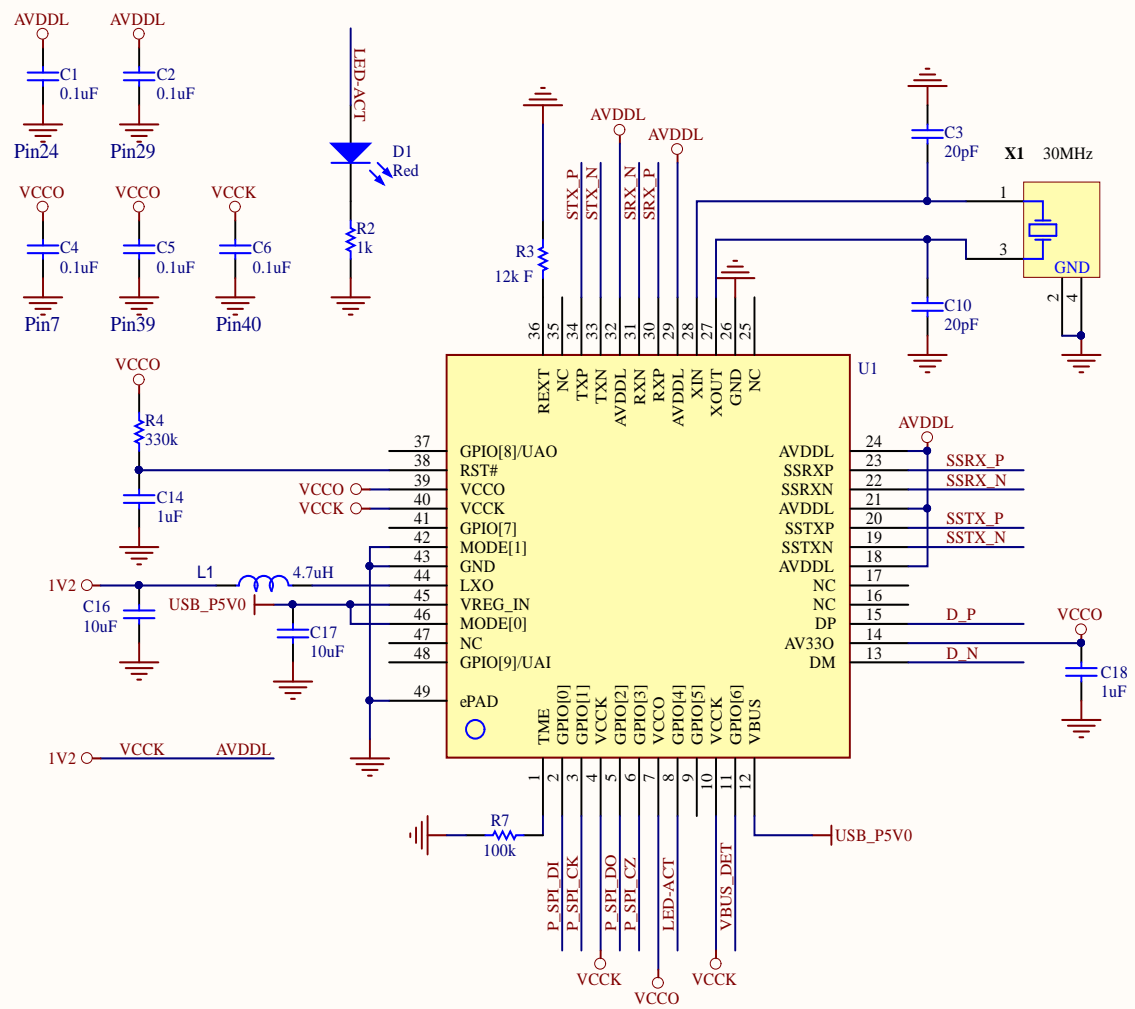 AVDDL
C1
0.1uF
Pin24
AVDDL
C2
0.1uF
Pin29
VCCO
C4
0.1uF
Pin7
VCCO
C5
0.1uF
Pin39
VCCK
C6
0.1uF
Pin40
LED-ACT
D1
Red
R2
1k
R3
12k F
STX_P
STX_N
AVDDL
SRX_N
SRX_P
AVDDL
C3
20pF
X1 30MHz
1
3
GND
2
4
C10
20pF
36
35
34
33
32
31
30
29
28
27
26
25
REXT
NC
TXP
TXN
AVDDL
RXN
RXP
AVDDL
XIN
XOUT
GND
NC
U1
VCCO
R4
330k
C14
1uF
VCCO
VCCK
1V2
L1
4.7uH
C16
10uF
USB_P5V0
C17
10uF
1V2
VCCK
AVDDL
37 GPIO[8]/UAO
38 RST#
39 VCCO
40 VCCK
41 GPIO[7]
42 MODE[1]
43 GND
44 LXO
45 VREG_IN
46 MODE[0]
47 NC
48 GPIO[9]/UAI
49 ePAD
AVDDL
AVDDL 24
SSRXP 23 SSRX_P
SSRXN 22 SSRX_N
AVDDL 21
SSTXP 20 SSTX_P
SSTXN 19 SSTX_N
AVDDL 18
NC 17
NC 16
DP 15 D_P
AV33O 14
DM 13 D_N
VCCO
C18
1uF
TME
GPIO[0]
GPIO[1]
VCCK
GPIO[2]
GPIO[3]
VCCO
GPIO[4]
GPIO[5]
VCCK
GPIO[6]
VBUS
1
2
3
4
5
6
7
8
9
10
11
12
R7
100k
P_SPI_DI
P_SPI_CK
P_SPI_DO
P_SPI_CZ
LED-ACT
VBUS_DET
USB_P5V0
VCCK
VCCO
VCCK